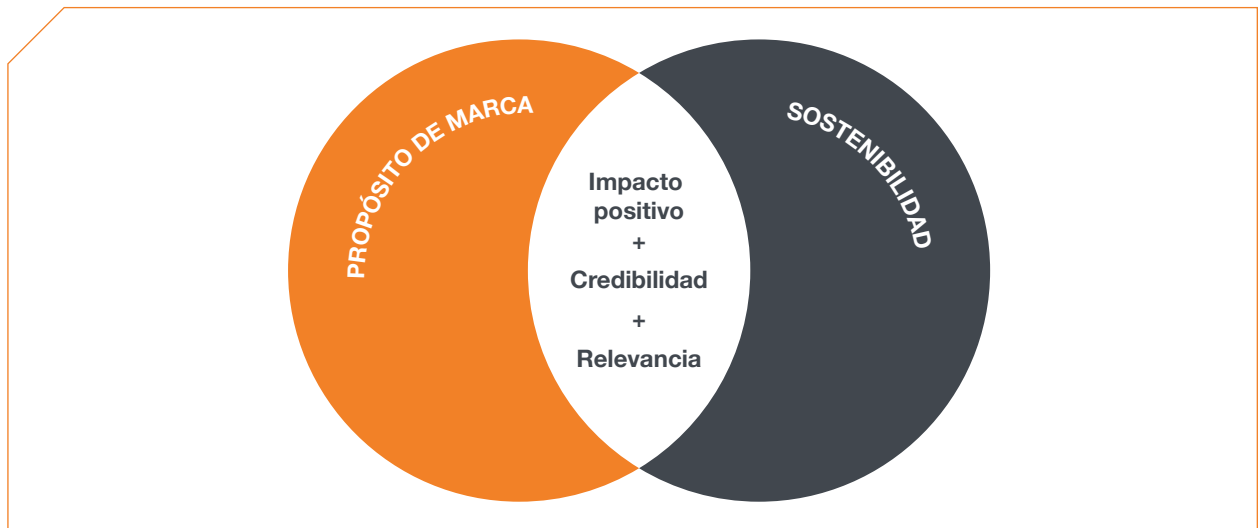 PROPÓSITO DE MARCA
SOSTENIBILIDAD
Impacto
positivo
+
Credibilidad
+
Relevancia